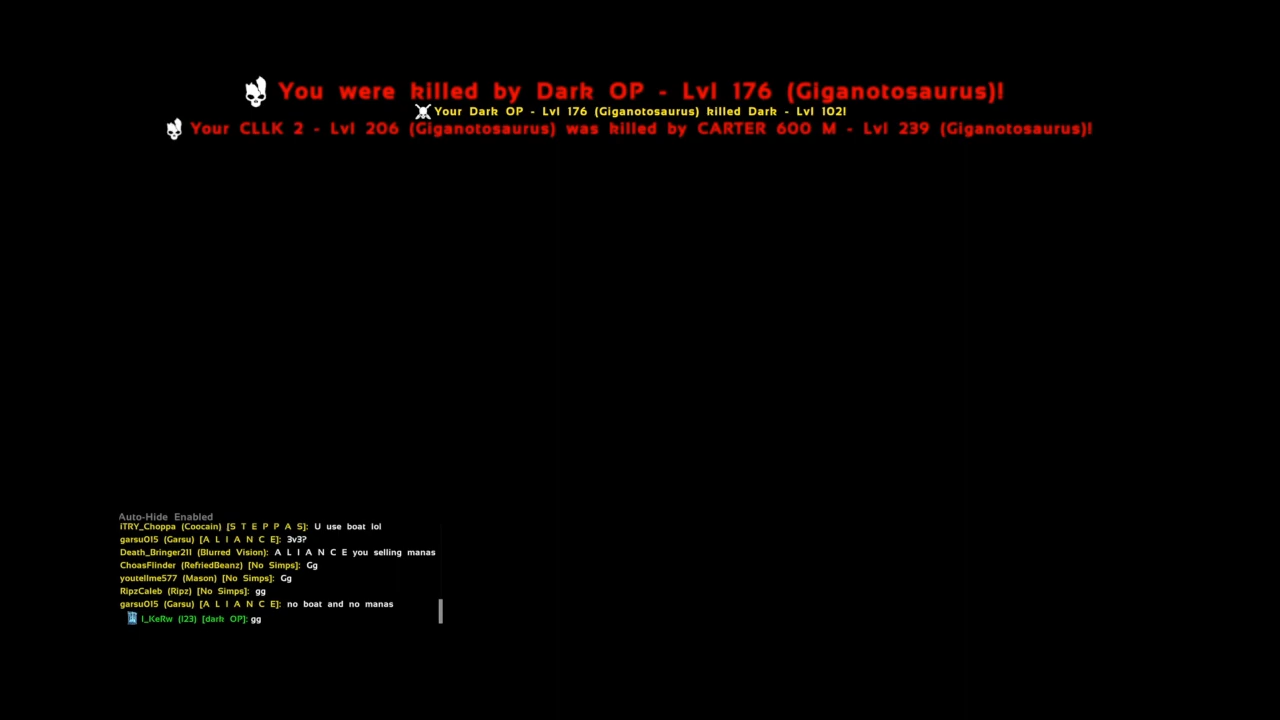 You were killed by Dark OP - Lvl 176 (Giganotosaurus)!
Your Dark OP - Lvl 176 (Giganotosaurus) killed Dark - Lvl 102!
Your CLLK 2 - Lvl 206 (Giganotosaurus) was killed by CARTER 600 M - Lvl 239 (Giganotosaurus)!
Auto-Hide Enabled
iTRY_Choppa (Coocain) [S T E P P A S]: U use boat lol
garsu015 (Garsu) [A L I A N C E]: 3v3?
Death_Bringer211 (Blurred Vision): A L I A N C E you selling manas
ChoasFlinder (RefriedBeanz) [No Simps]: Gg
youtellme577 (Mason) [No Simps]: Gg
RipzCaleb (Ripz) [No Simps]: gg
garsu015 (Garsu) [A L I A N C E]: no boat and no manas
I_KeRw (123) [dark OP]: gg